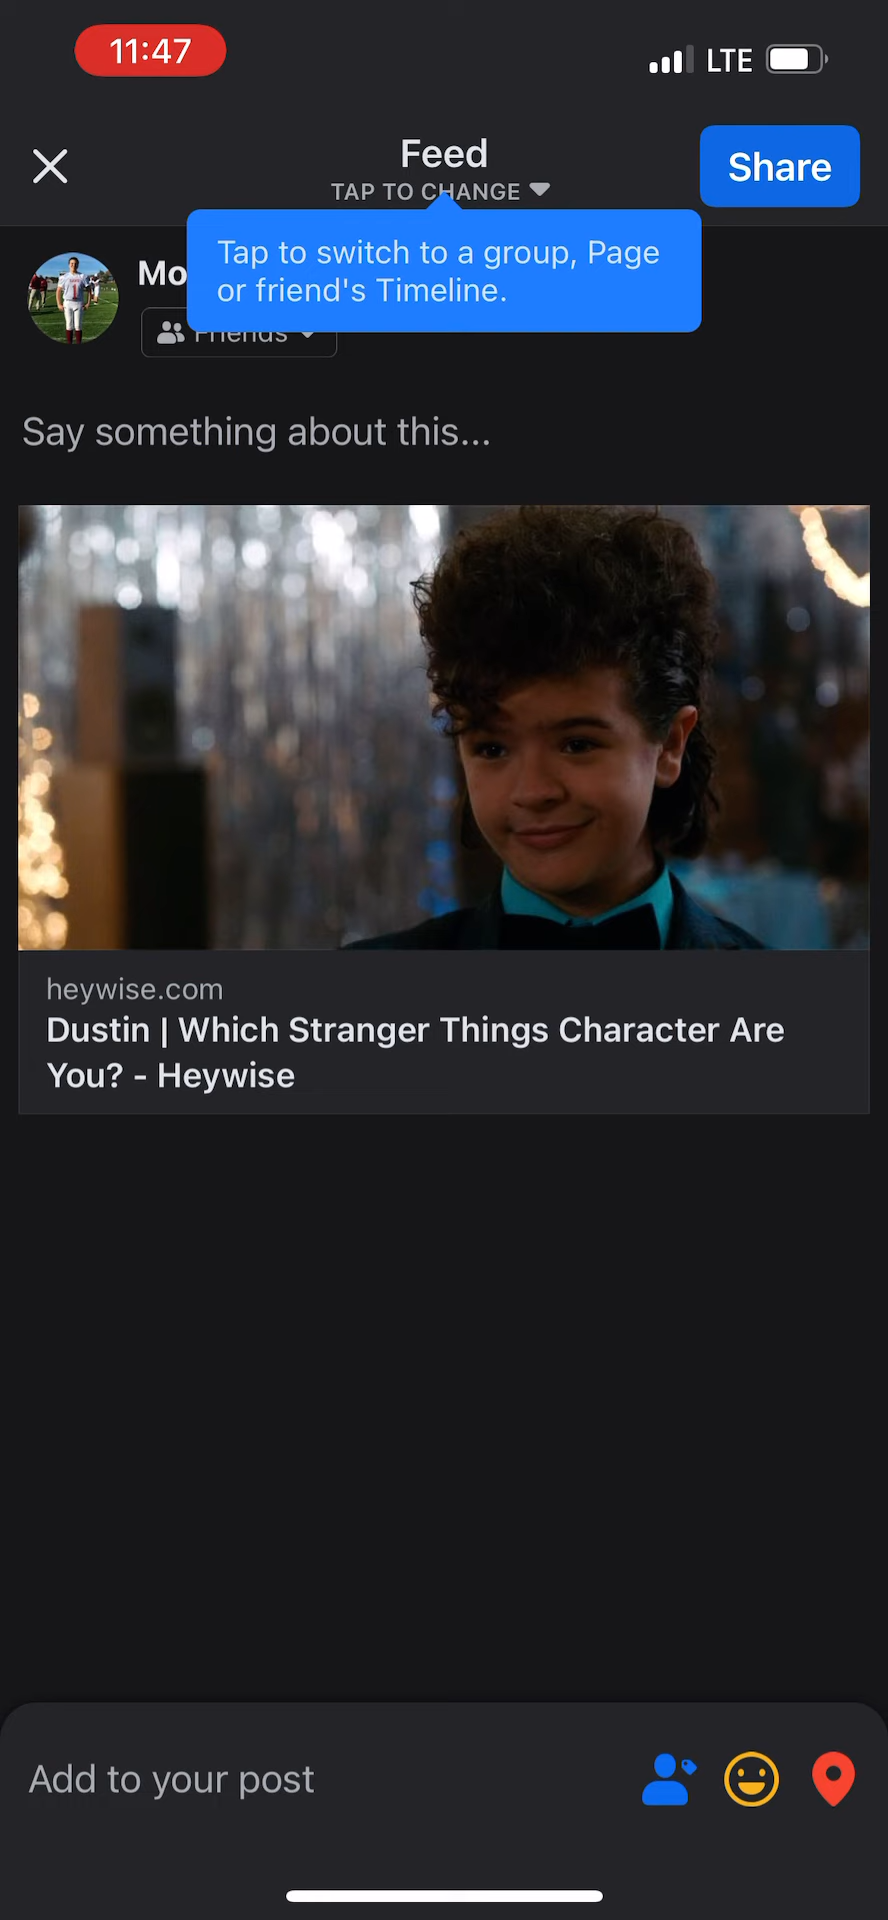 11:47
LTE
Feed
TAP TO CHANGE
Share
Tap to switch to a group, Page
or friend's Timeline.
Mo
Friends
Say something about this...
heywise.com
Dustin | Which Stranger Things Character Are
You? - Heywise
Add to your post